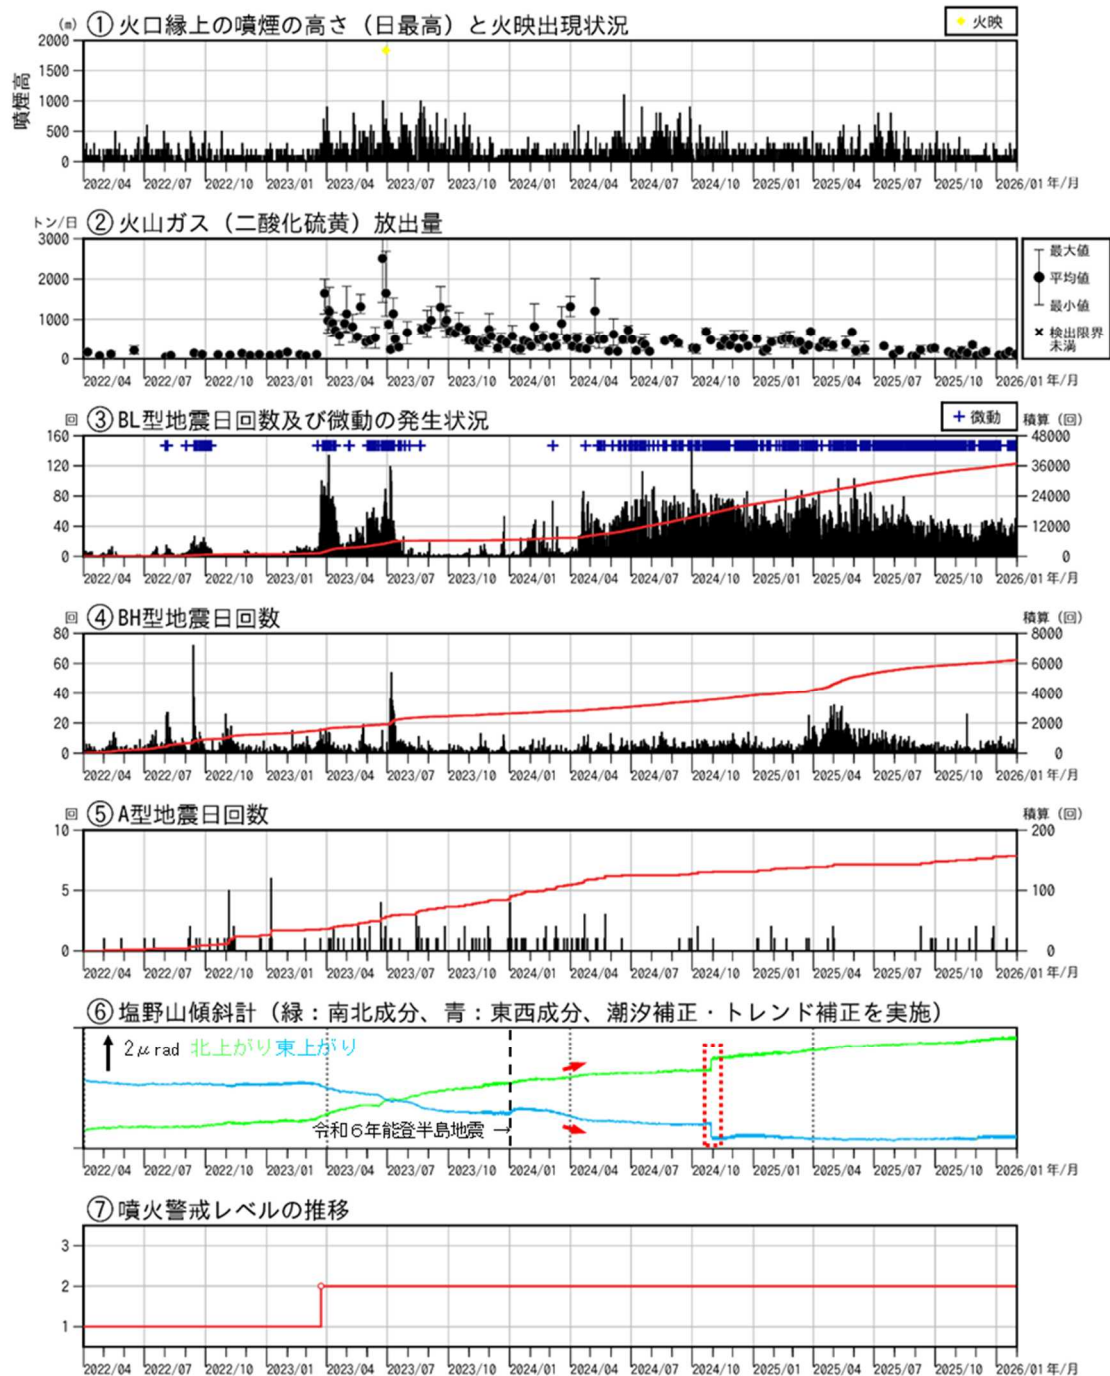 (m) ① 火口縁上の噴煙の高さ（日最高）と火映出現状況
火映
噴煙高
2000
1500
1000
500
0
2022/04 2022/07 2022/10 2023/01 2023/04 2023/07 2023/10 2024/01 2024/04 2024/07 2024/10 2025/01 2025/04 2025/07 2025/10 2026/01 年/月
トン/日 ② 火山ガス（二酸化硫黄）放出量
3000
2000
1000
0
最大値
平均値
最小値
× 検出限界
未満
2022/04 2022/07 2022/10 2023/01 2023/04 2023/07 2023/10 2024/01 2024/04 2024/07 2024/10 2025/01 2025/04 2025/07 2025/10 2026/01 年/月
回 ③ BL型地震日回数及び微動の発生状況
+ 微動
積算（回）
160
120
80
40
0
48000
36000
24000
12000
0
2022/04 2022/07 2022/10 2023/01 2023/04 2023/07 2023/10 2024/01 2024/04 2024/07 2024/10 2025/01 2025/04 2025/07 2025/10 2026/01 年/月
回 ④ BH型地震日回数
積算（回）
80
60
40
20
0
8000
6000
4000
2000
0
2022/04 2022/07 2022/10 2023/01 2023/04 2023/07 2023/10 2024/01 2024/04 2024/07 2024/10 2025/01 2025/04 2025/07 2025/10 2026/01 年/月
回 ⑤ A型地震日回数
積算（回）
10
5
0
200
100
0
2022/04 2022/07 2022/10 2023/01 2023/04 2023/07 2023/10 2024/01 2024/04 2024/07 2024/10 2025/01 2025/04 2025/07 2025/10 2026/01 年/月
⑥ 塩野山傾斜計（緑：南北成分、青：東西成分、潮汐補正・トレンド補正を実施）
2μrad 北上がり 東上がり
令和６年能登半島地震 →
2022/04 2022/07 2022/10 2023/01 2023/04 2023/07 2023/10 2024/01 2024/04 2024/07 2024/10 2025/01 2025/04 2025/07 2025/10 2026/01 年/月
⑦ 噴火警戒レベルの推移
3
2
1
2022/04 2022/07 2022/10 2023/01 2023/04 2023/07 2023/10 2024/01 2024/04 2024/07 2024/10 2025/01 2025/04 2025/07 2025/10 2026/01 年/月